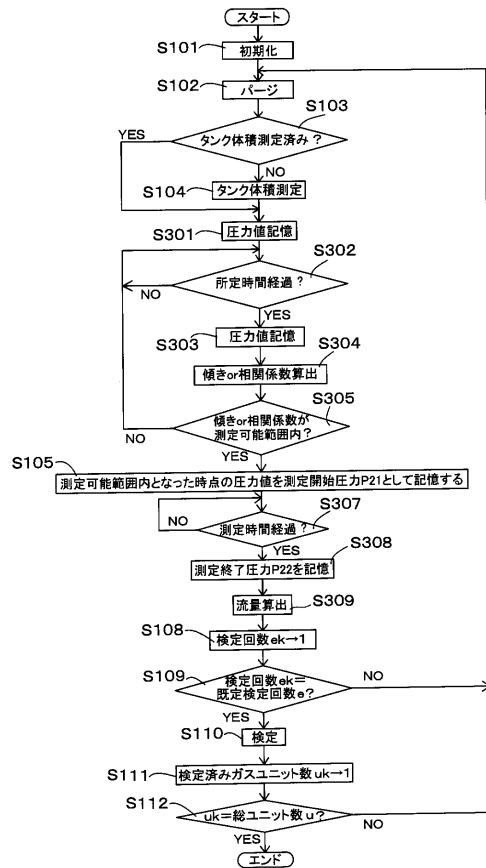 スタート
S101
初期化
S102
パージ
S103
YES
タンク体積測定済み？
NO
S104
タンク体積測定
S301
圧力値記憶
S302
所定時間経過？
NO
YES
S303
圧力値記憶
S304
傾きor相関係数算出
S305
傾きor相関係数が
測定可能範囲内？
NO
YES
S105
測定可能範囲内となった時点の圧力値を測定開始圧力P21として記憶する
S307
測定時間経過？
NO
YES
S308
測定終了圧力P22を記憶
S309
流量算出
S108
検定回数ek→1
S109
検定回数ek＝
既定検定回数e？
NO
YES
S110
検定
S111
検定済みガスユニット数uk→1
S112
uk＝総ユニット数u？
NO
YES
エンド